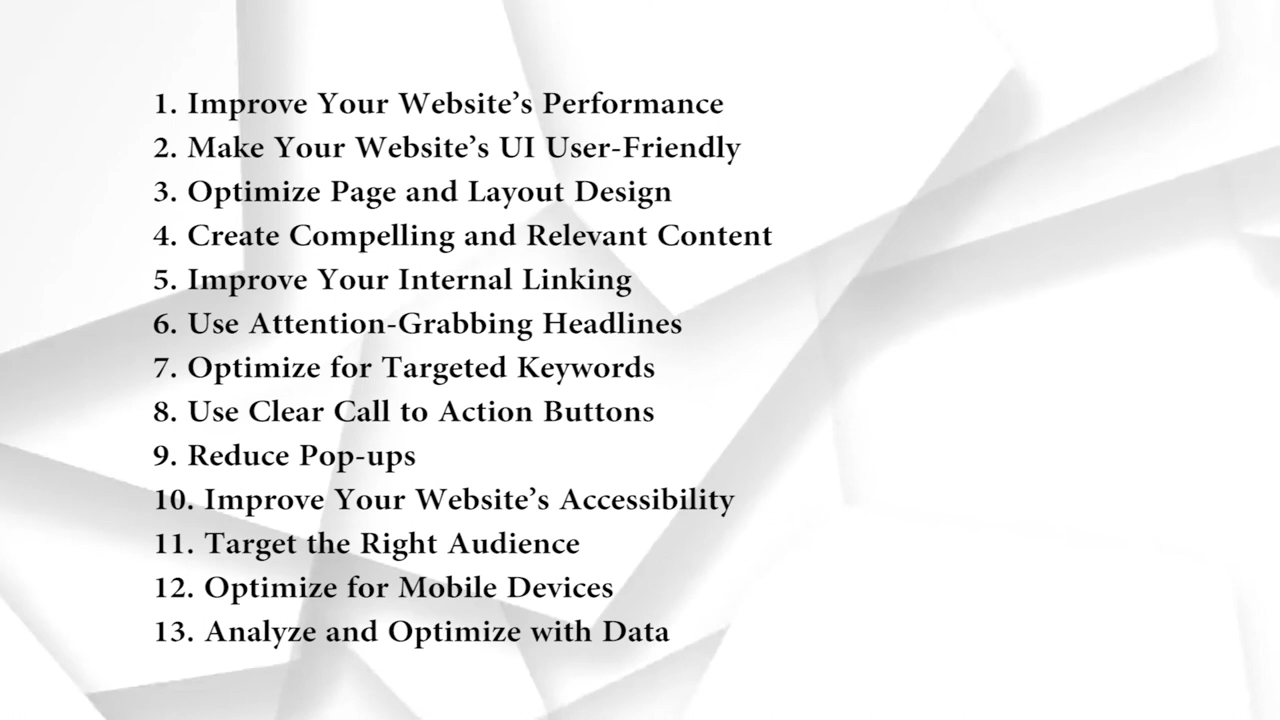 1. Improve Your Website’s Performance
2. Make Your Website’s UI User-Friendly
3. Optimize Page and Layout Design
4. Create Compelling and Relevant Content
5. Improve Your Internal Linking
6. Use Attention-Grabbing Headlines
7. Optimize for Targeted Keywords
8. Use Clear Call to Action Buttons
9. Reduce Pop-ups
10. Improve Your Website’s Accessibility
11. Target the Right Audience
12. Optimize for Mobile Devices
13. Analyze and Optimize with Data